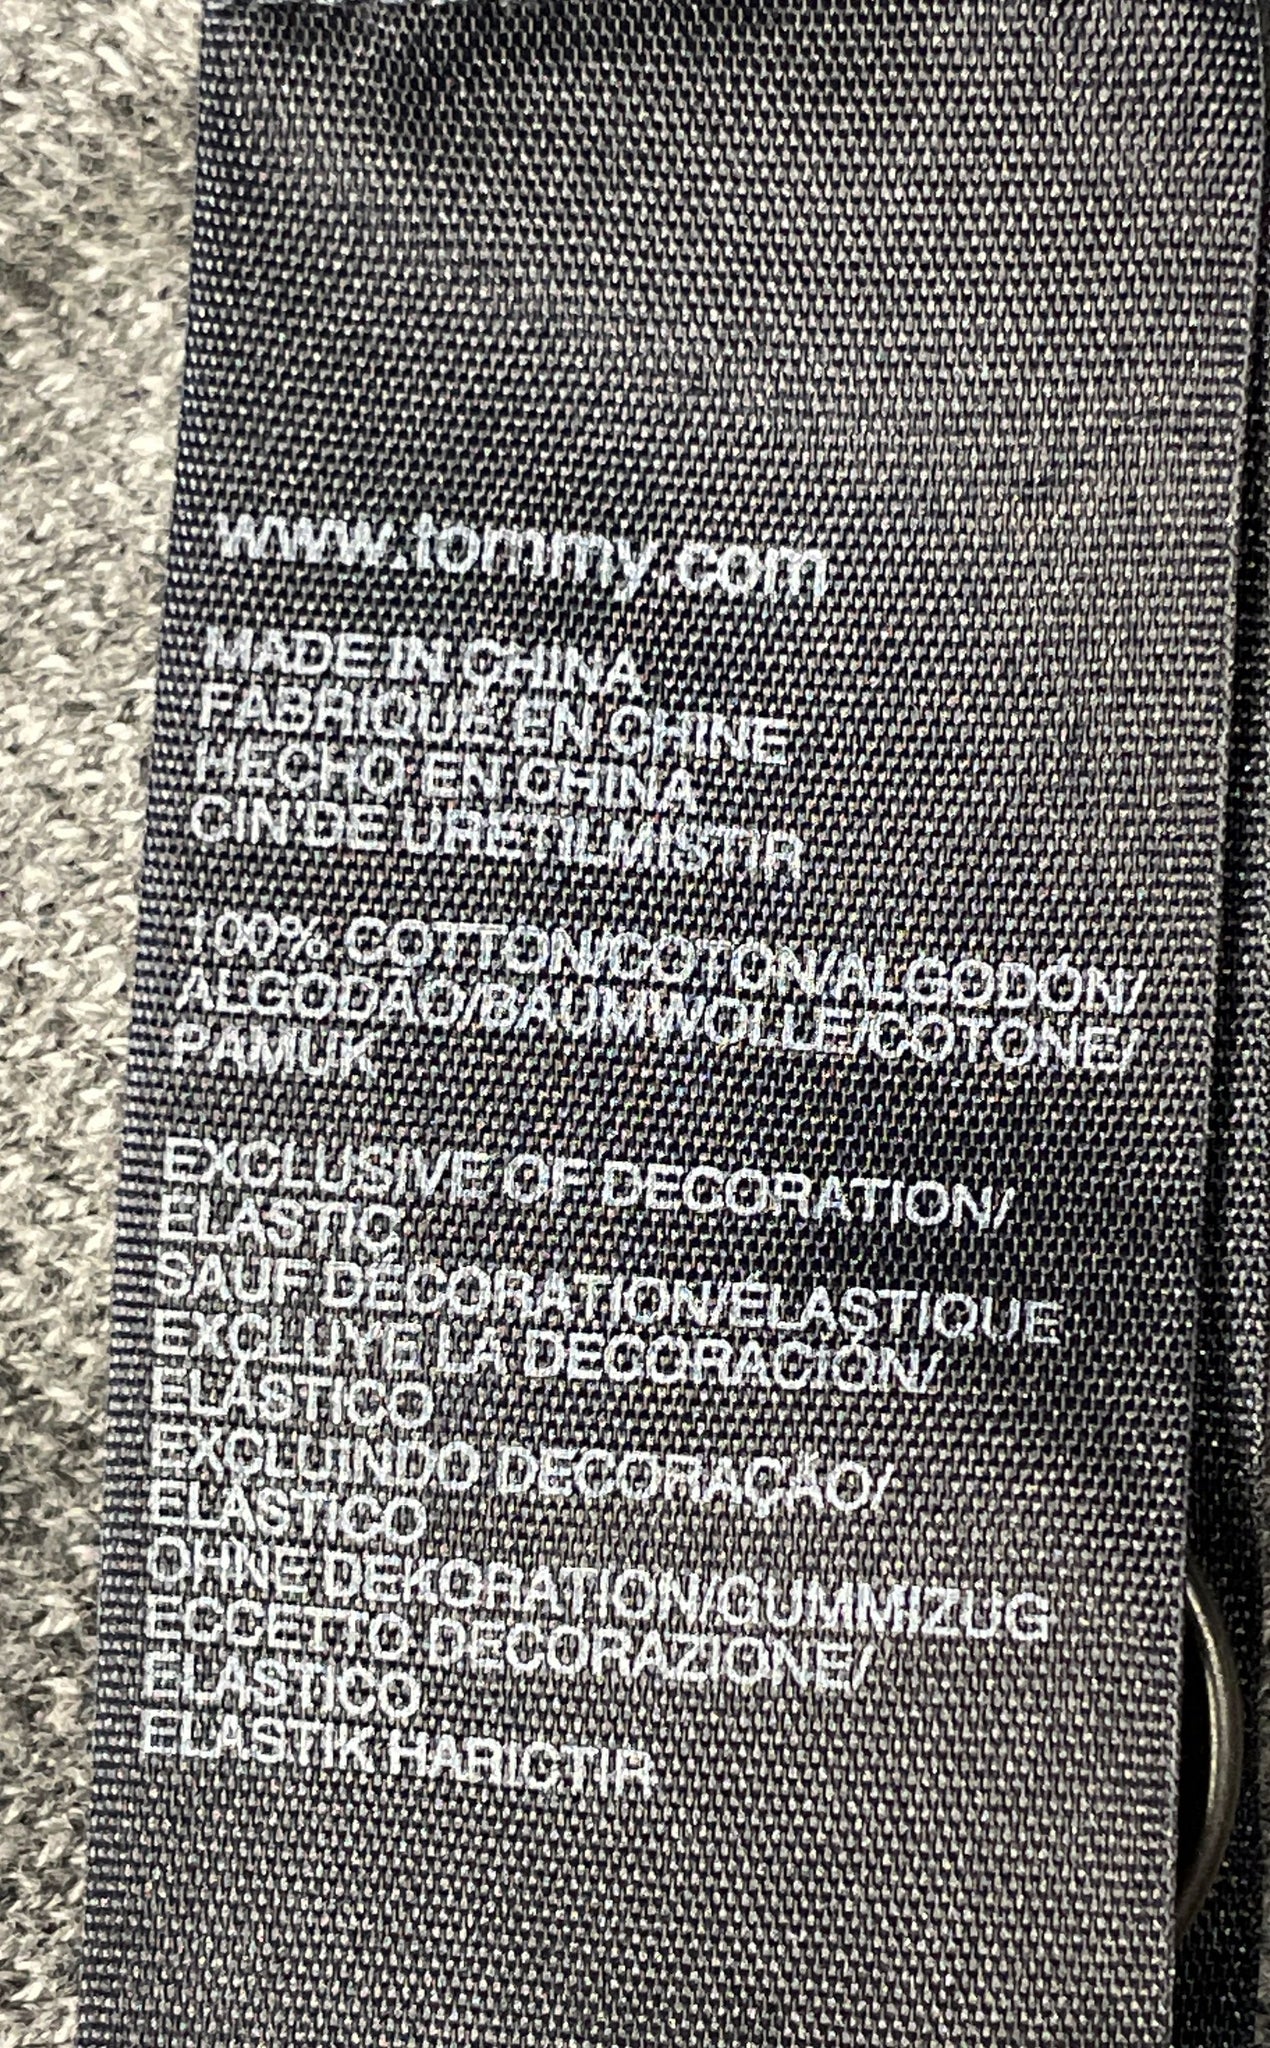 www.tommy.com
MADE IN CHINA
FABRIQUÉ EN CHINE
HECHO EN CHINA
CIN'DE URETILMISTIR
100% COTTON/COTON/ALGODÓN/
ALGODÃO/BAUMWOLLE/COTONE/
PAMUK
EXCLUSIVE OF DECORATION/
ELASTIC
SAUF DÉCORATION/ÉLASTIQUE
EXCLUYE LA DECORACIÓN/
ELÁSTICO
EXCLUINDO DECORAÇÃO/
ELÁSTICO
OHNE DEKORATION/GUMMIZUG
ECCETTO DECORAZIONE/
ELASTICO
ELASTIK HARICTIR